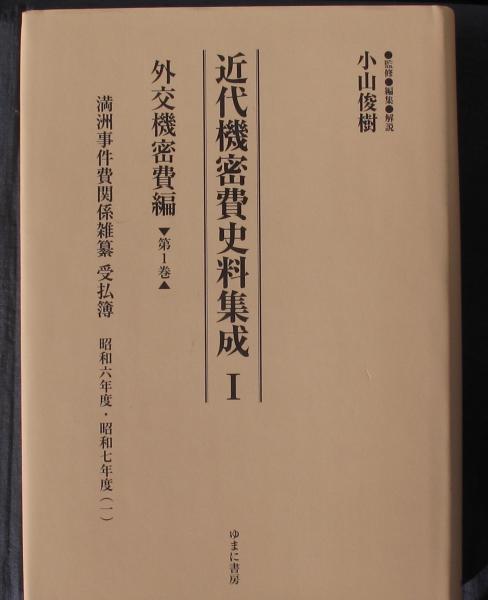 ●監修●編集●解説
小山俊樹
近代機密費史料集成Ⅰ
外交機密費編 ▼第1巻▲
満洲事件費関係雑纂 受払簿 昭和六年度・昭和七年度(一)
ゆまに書房